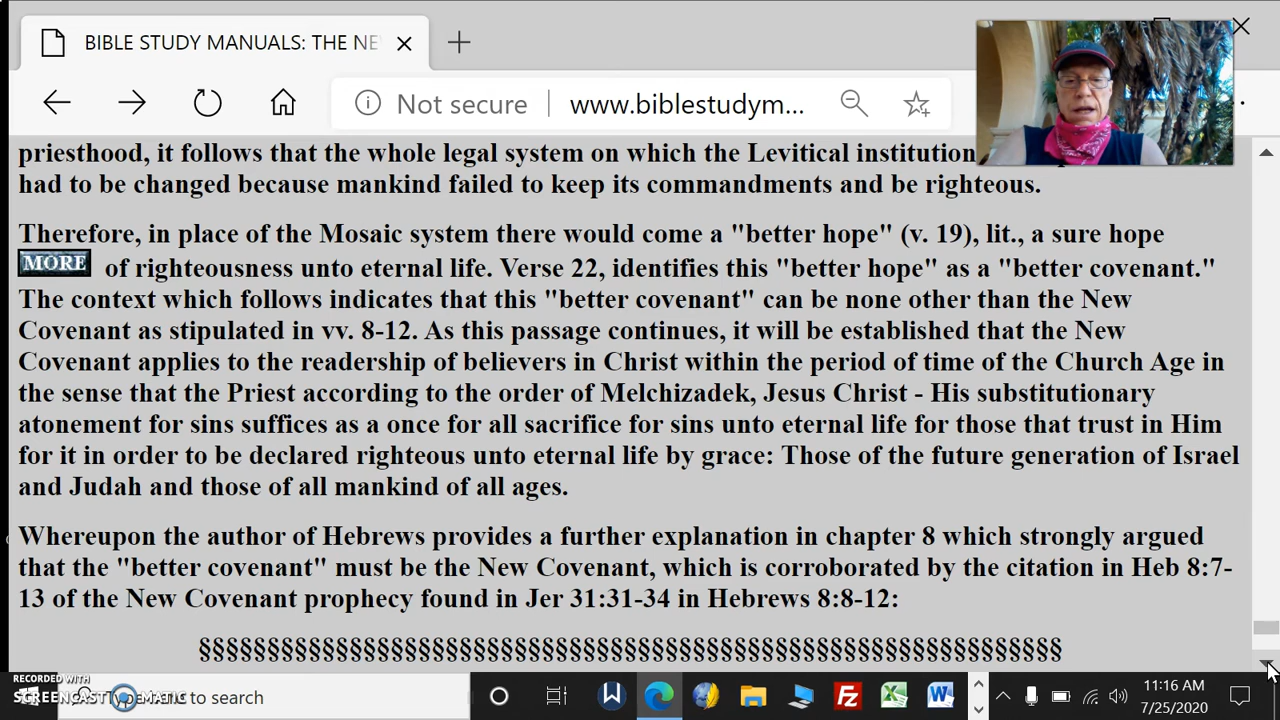 BIBLE STUDY MANUALS: THE NE
Not secure
www.biblestudym...
priesthood, it follows that the whole legal system on which the Levitical institution
had to be changed because mankind failed to keep its commandments and be righteous.
Therefore, in place of the Mosaic system there would come a "better hope" (v. 19), lit., a sure hope
MORE of righteousness unto eternal life. Verse 22, identifies this "better hope" as a "better covenant."
The context which follows indicates that this "better covenant" can be none other than the New
Covenant as stipulated in vv. 8-12. As this passage continues, it will be established that the New
Covenant applies to the readership of believers in Christ within the period of time of the Church Age in
the sense that the Priest according to the order of Melchizadek, Jesus Christ - His substitutionary
atonement for sins suffices as a once for all sacrifice for sins unto eternal life for those that trust in Him
for it in order to be declared righteous unto eternal life by grace: Those of the future generation of Israel
and Judah and those of all mankind of all ages.
Whereupon the author of Hebrews provides a further explanation in chapter 8 which strongly argued
that the "better covenant" must be the New Covenant, which is corroborated by the citation in Heb 8:7-
13 of the New Covenant prophecy found in Jer 31:31-34 in Hebrews 8:8-12:
§§§§§§§§§§§§§§§§§§§§§§§§§§§§§§§§§§§§§§§§§§§§§§§§§§§§§§§§§§§§§§§
RECORDED WITH
SCREENCAST MATIC
to search
11:16 AM
7/25/2020